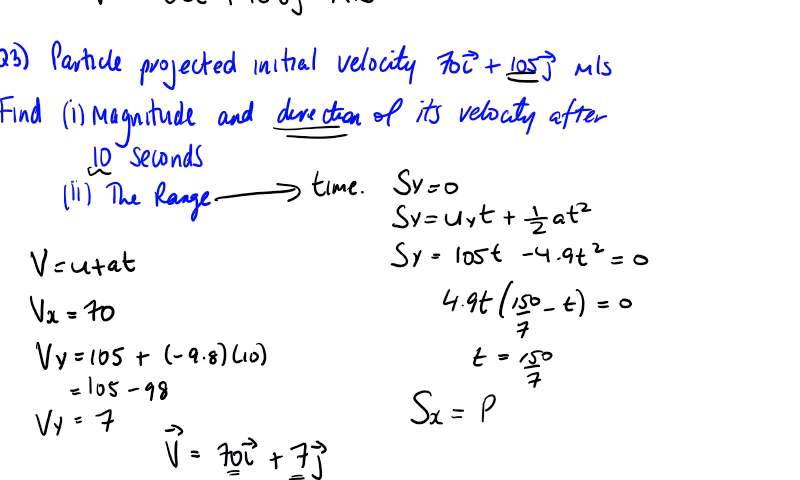 Q3) Particle projected initial velocity 70i⃗ + 105j⃗ m/s
Find (i) Magnitude and direction of its velocity after
10 seconds
(ii) The Range → time.
V = u + at
Vx = 70
Vy = 105 + (-9.8)(10)
= 105 - 98
Vy = 7
V⃗ = 70i⃗ + 7j⃗
Sy = 0
Sy = uyt + 1/2 at²
Sy = 105t - 4.9t² = 0
4.9t (150/7 - t) = 0
t = 150/7
Sx =